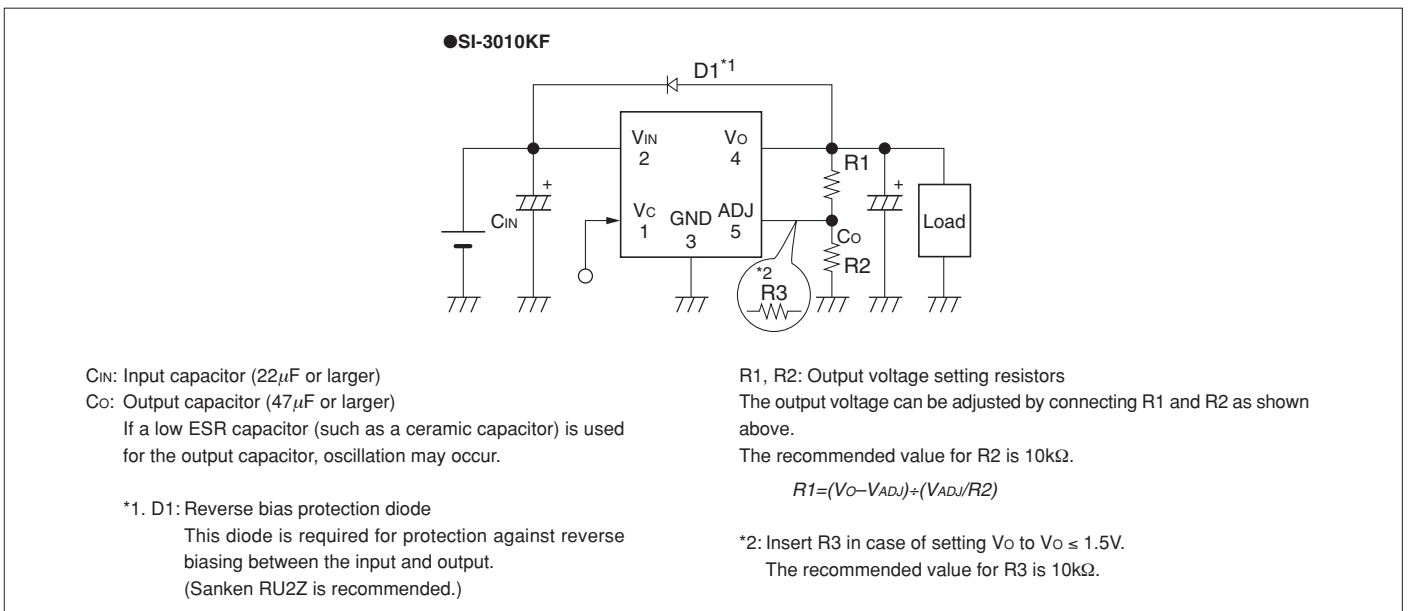 ●SI-3010KF
D1*1
VIN
2
VO
4
R1
+
+
CIN
VC
1
GND
3
ADJ
5
CO
Load
R2
*2
R3
CIN: Input capacitor (22μF or larger)
CO: Output capacitor (47μF or larger)
If a low ESR capacitor (such as a ceramic capacitor) is used
for the output capacitor, oscillation may occur.
*1. D1: Reverse bias protection diode
This diode is required for protection against reverse
biasing between the input and output.
(Sanken RU2Z is recommended.)
R1, R2: Output voltage setting resistors
The output voltage can be adjusted by connecting R1 and R2 as shown
above.
The recommended value for R2 is 10kΩ.
R1=(VO–VADJ)÷(VADJ/R2)
*2: Insert R3 in case of setting VO to VO ≤ 1.5V.
The recommended value for R3 is 10kΩ.